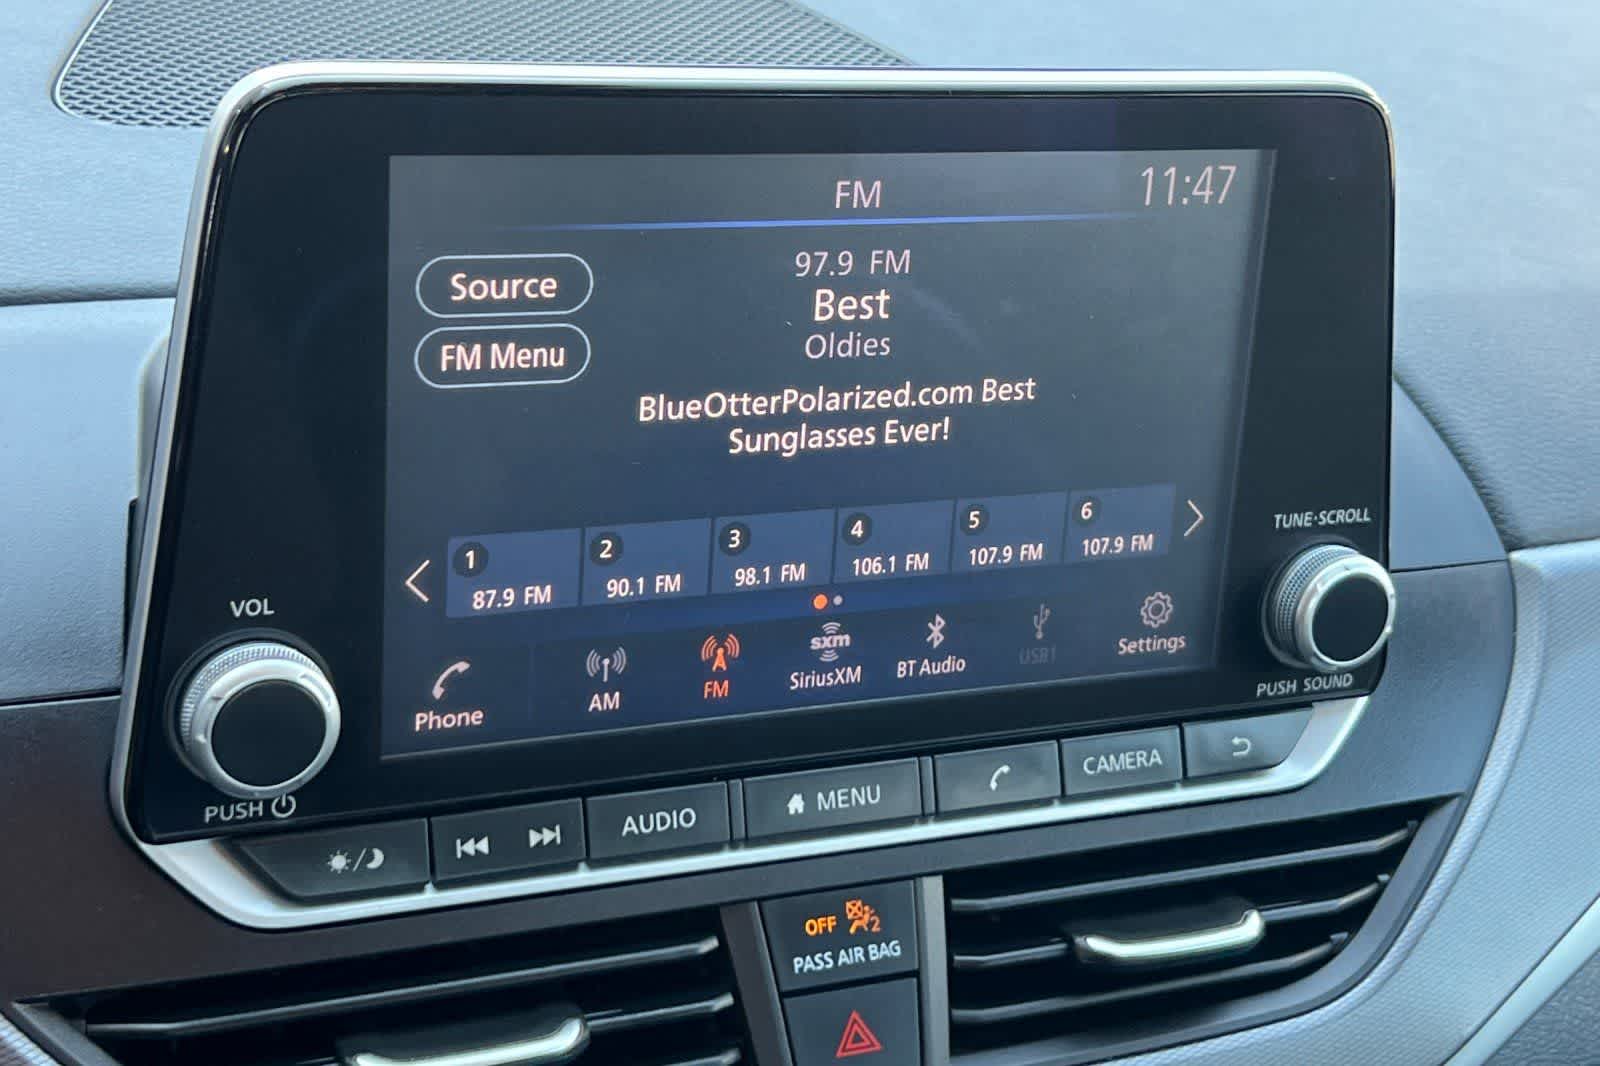 FM
11:47
Source
FM Menu
97.9 FM
Best
Oldies
BlueOtterPolarized.com Best
Sunglasses Ever!
1
87.9 FM
2
90.1 FM
3
98.1 FM
4
106.1 FM
5
107.9 FM
6
107.9 FM
Phone
AM
FM
sxm
SiriusXM
BT Audio
USB1
Settings
VOL
PUSH
TUNE·SCROLL
PUSH SOUND
AUDIO
MENU
CAMERA
OFF
2
PASS AIR BAG